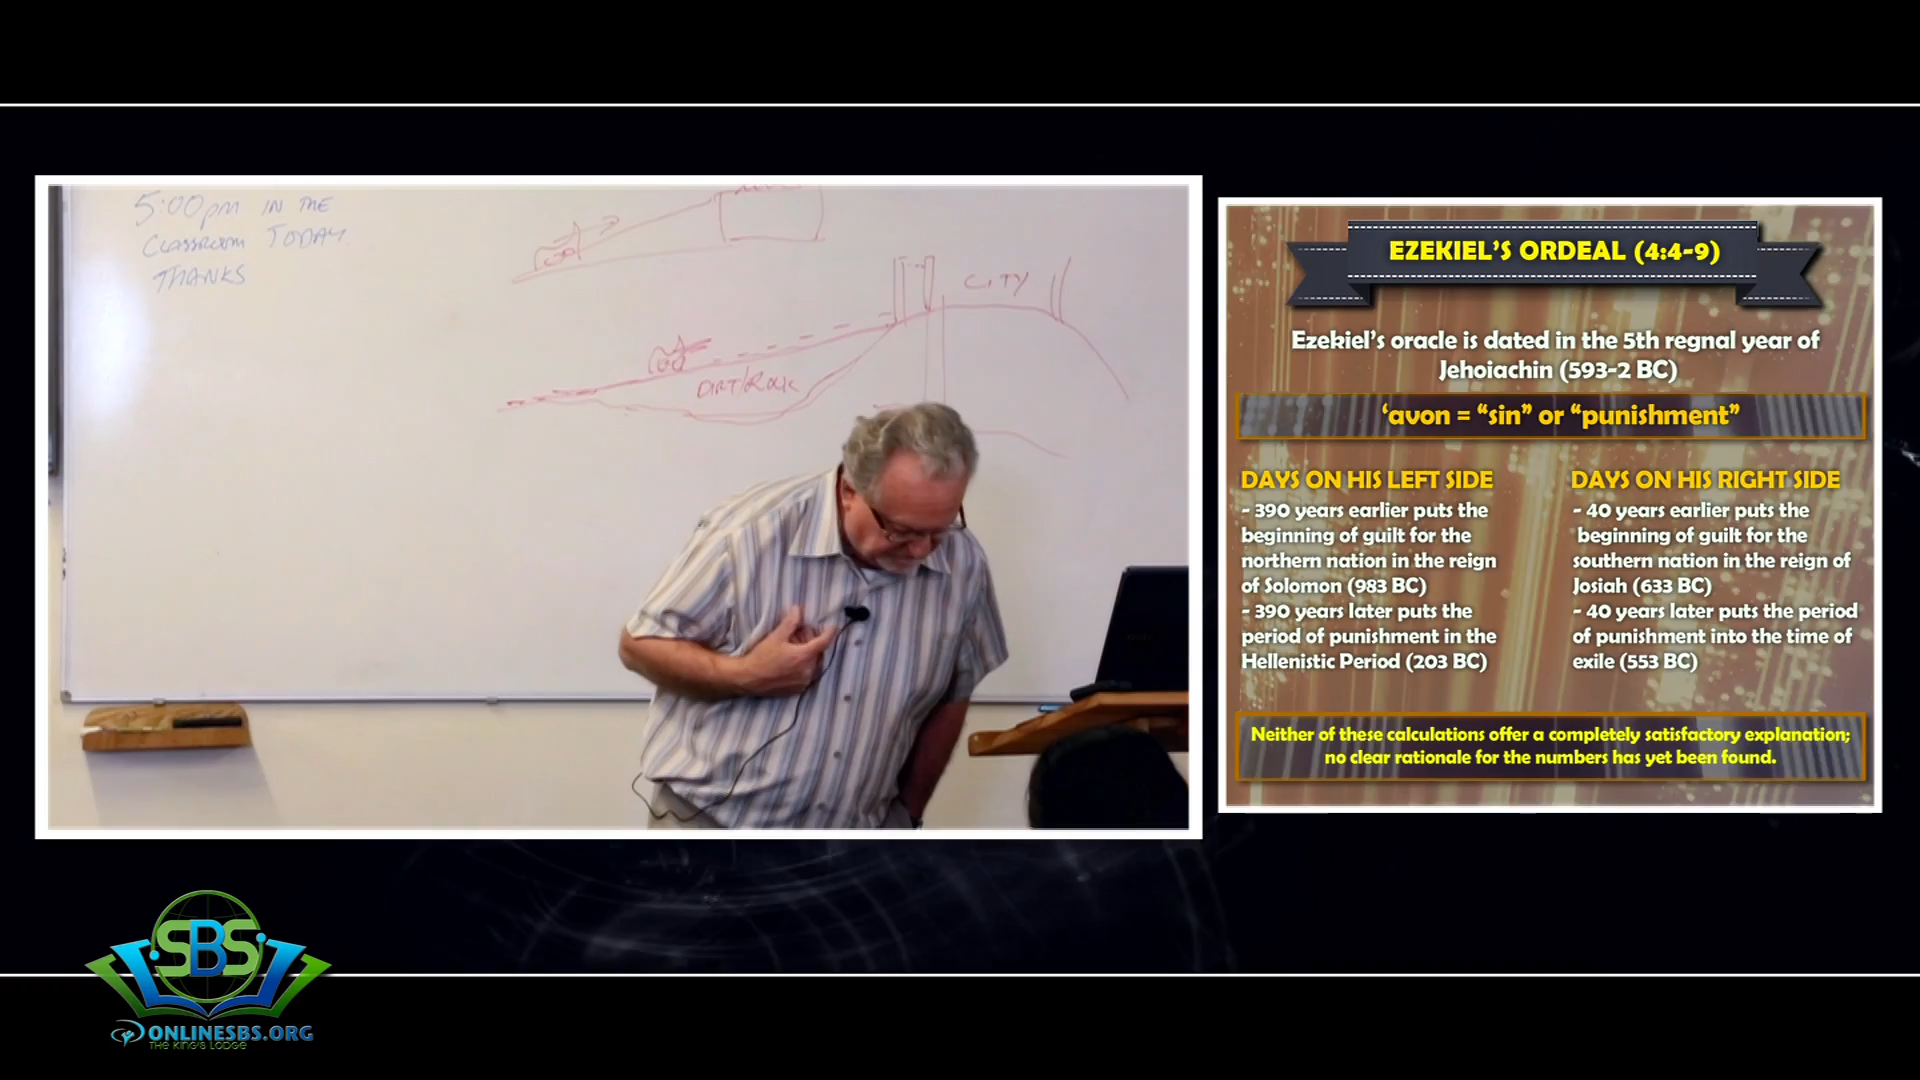 5:00pm IN THE
CLASSROOM TODAY.
THANKS
CITY
DIRT/ROCK
EZEKIEL'S ORDEAL (4:4-9)
Ezekiel's oracle is dated in the 5th regnal year of
Jehoiachin (593-2 BC)
‘avon = “sin” or “punishment”
DAYS ON HIS LEFT SIDE
- 390 years earlier puts the
beginning of guilt for the
northern nation in the reign
of Solomon (983 BC)
- 390 years later puts the
period of punishment in the
Hellenistic Period (203 BC)
DAYS ON HIS RIGHT SIDE
- 40 years earlier puts the
beginning of guilt for the
southern nation in the reign of
Josiah (633 BC)
- 40 years later puts the period
of punishment into the time of
exile (553 BC)
Neither of these calculations offer a completely satisfactory explanation;
no clear rationale for the numbers has yet been found.
SBS
ONLINESBS.ORG
THE KING'S LODGE